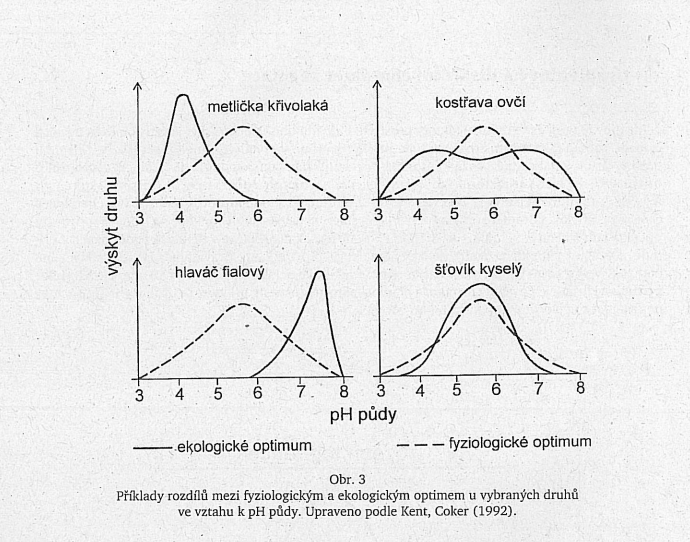 metlička křivolaká
kostřava ovčí
3 4 5 6 7 8
3 4 5 6 7 8
výskyt druhu
hlaváč fialový
šťovík kyselý
3 4 5 6 7 8
3 4 5 6 7 8
pH půdy
ekologické optimum
fyziologické optimum
Obr. 3
Příklady rozdílů mezi fyziologickým a ekologickým optimem u vybraných druhů
ve vztahu k pH půdy. Upraveno podle Kent, Coker (1992).